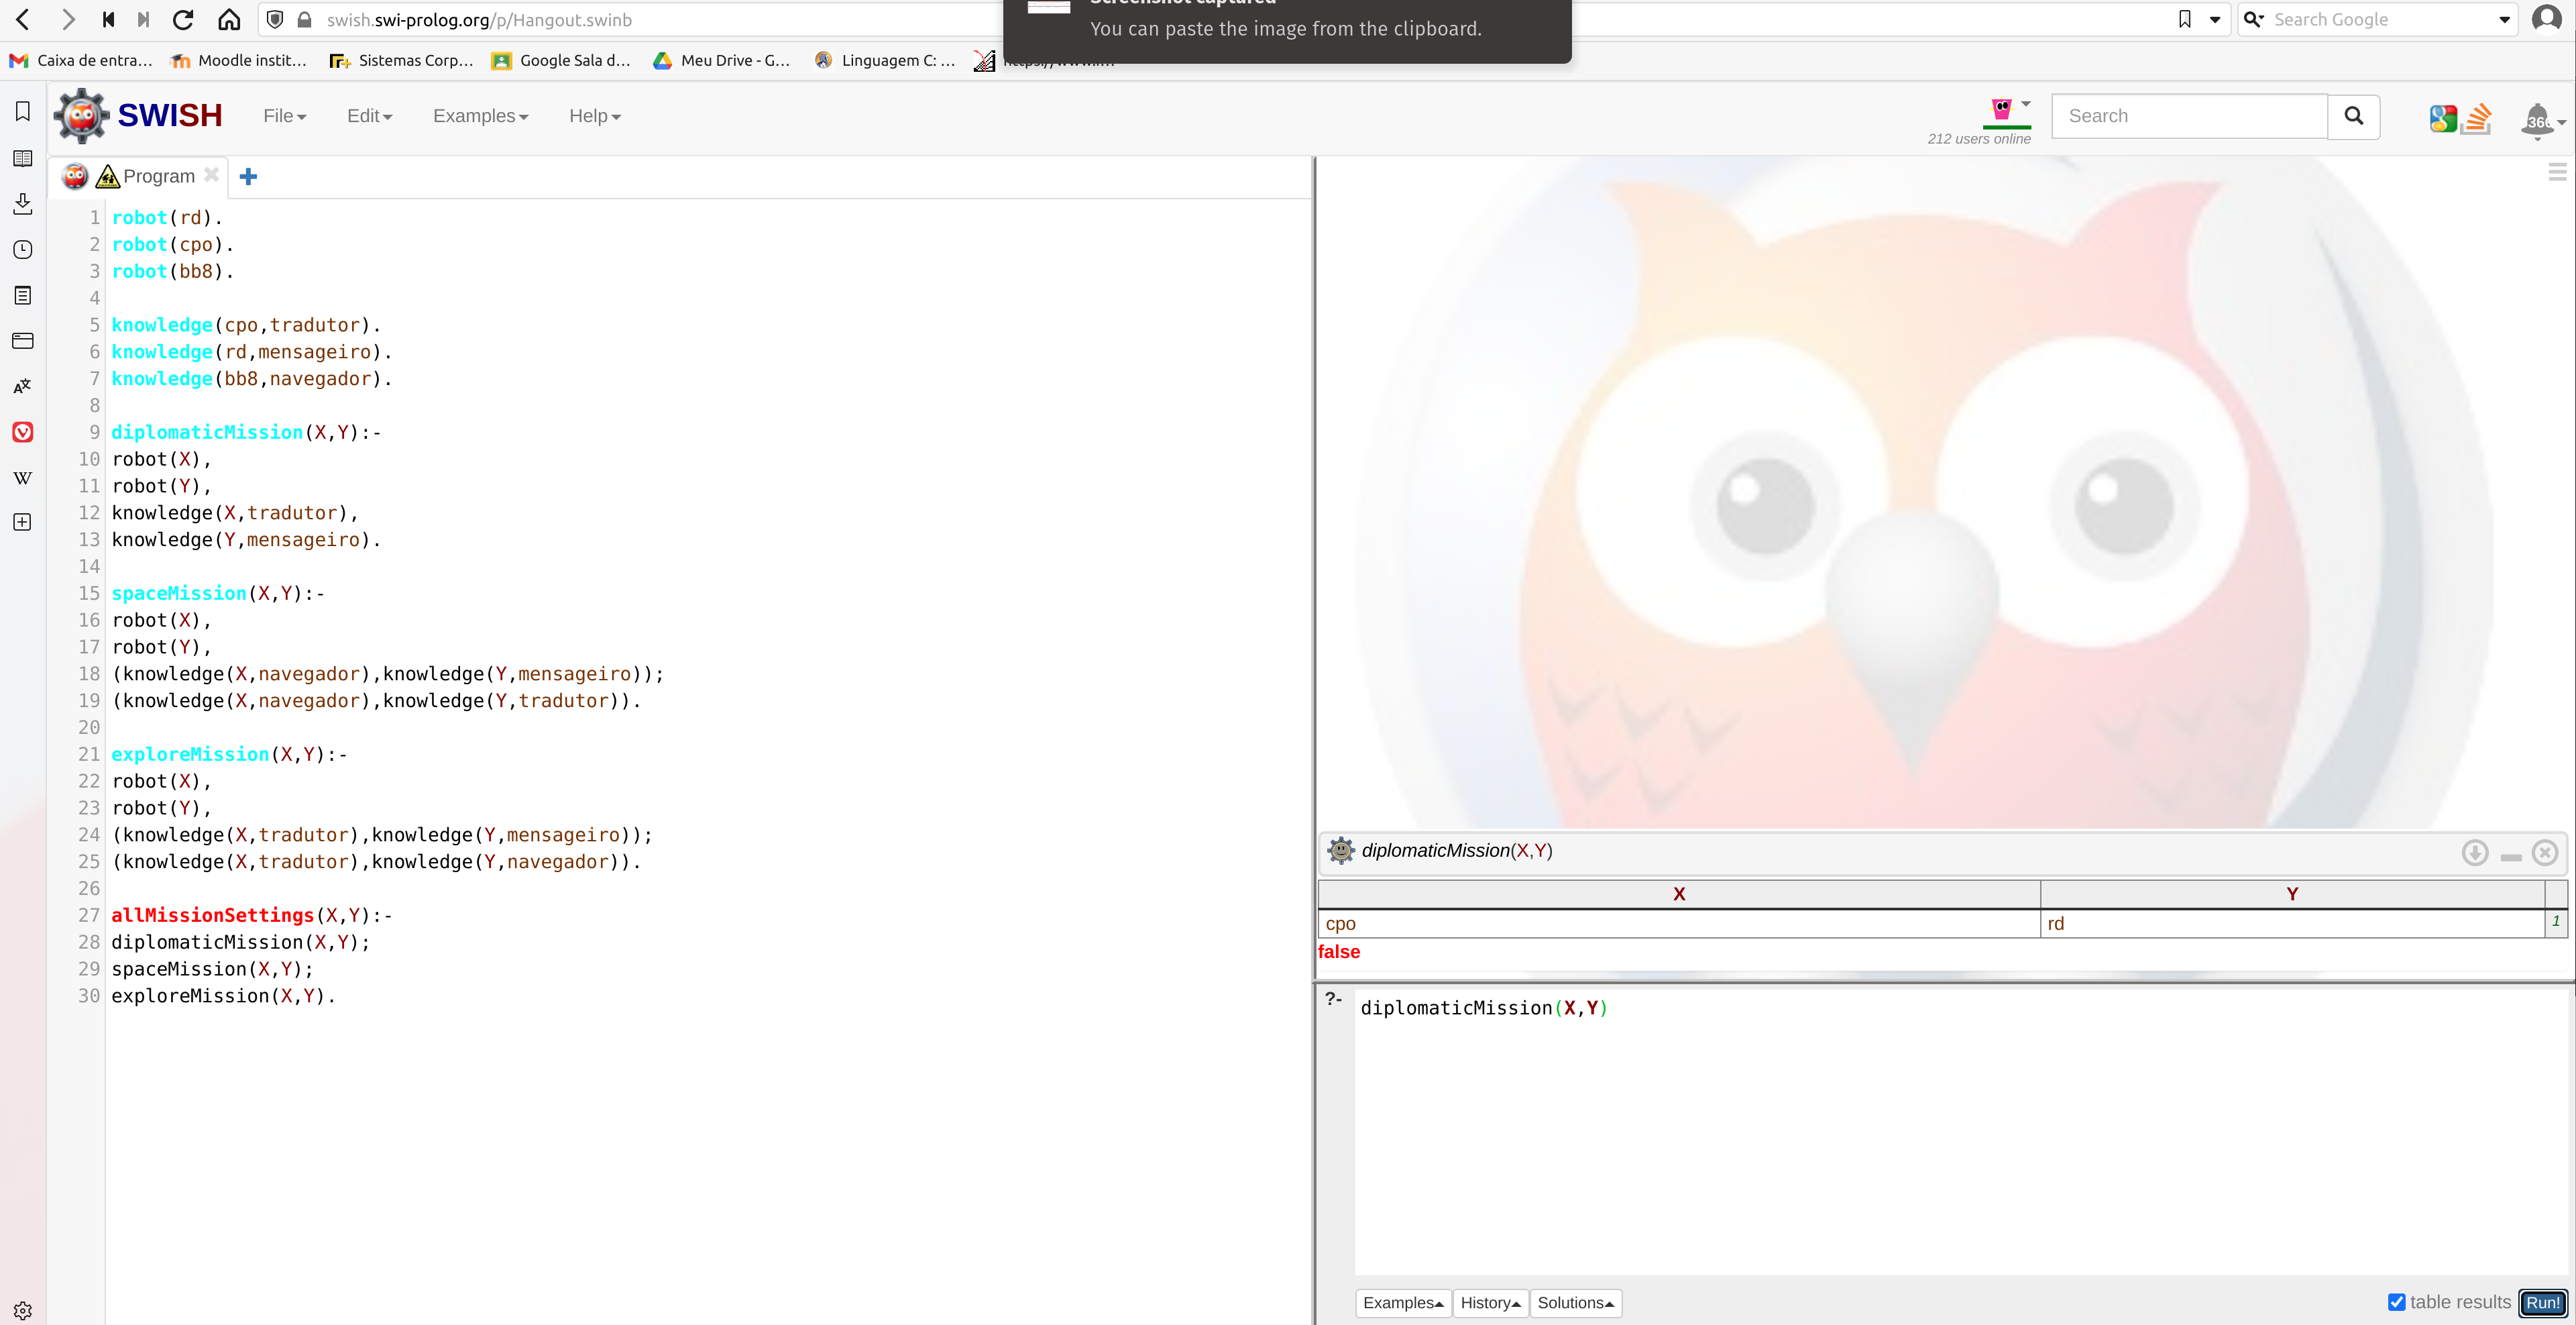 Screenshot captured
swish.swi-prolog.org/p/Hangout.swinb
You can paste the image from the clipboard.
Search Google
Caixa de entra...
Moodle instit...
Sistemas Corp...
Google Sala d...
Meu Drive - G...
Linguagem C: ...
SWISH
File
Edit
Examples
Help
212 users online
Search
366
Program
1 robot(rd).
2 robot(cpo).
3 robot(bb8).
4
5 knowledge(cpo,tradutor).
6 knowledge(rd,mensageiro).
7 knowledge(bb8,navegador).
8
9 diplomaticMission(X,Y):-
10 robot(X),
11 robot(Y),
12 knowledge(X,tradutor),
13 knowledge(Y,mensageiro).
14
15 spaceMission(X,Y):-
16 robot(X),
17 robot(Y),
18 (knowledge(X,navegador),knowledge(Y,mensageiro));
19 (knowledge(X,navegador),knowledge(Y,tradutor)).
20
21 exploreMission(X,Y):-
22 robot(X),
23 robot(Y),
24 (knowledge(X,tradutor),knowledge(Y,mensageiro));
25 (knowledge(X,tradutor),knowledge(Y,navegador)).
26
27 allMissionSettings(X,Y):-
28 diplomaticMission(X,Y);
29 spaceMission(X,Y);
30 exploreMission(X,Y).
diplomaticMission(X,Y)
X Y
cpo rd 1
false
?- diplomaticMission(X,Y)
Examples
History
Solutions
table results
Run!